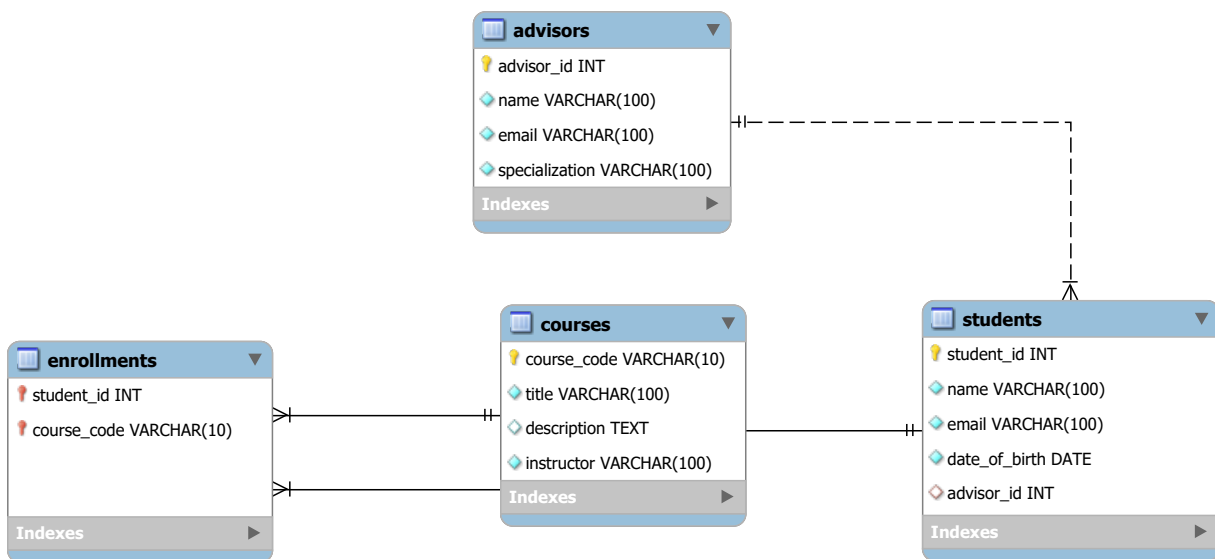 advisors
advisor_id INT
name VARCHAR(100)
email VARCHAR(100)
specialization VARCHAR(100)
Indexes
enrollments
student_id INT
course_code VARCHAR(10)
Indexes
courses
course_code VARCHAR(10)
title VARCHAR(100)
description TEXT
instructor VARCHAR(100)
Indexes
students
student_id INT
name VARCHAR(100)
email VARCHAR(100)
date_of_birth DATE
advisor_id INT
Indexes